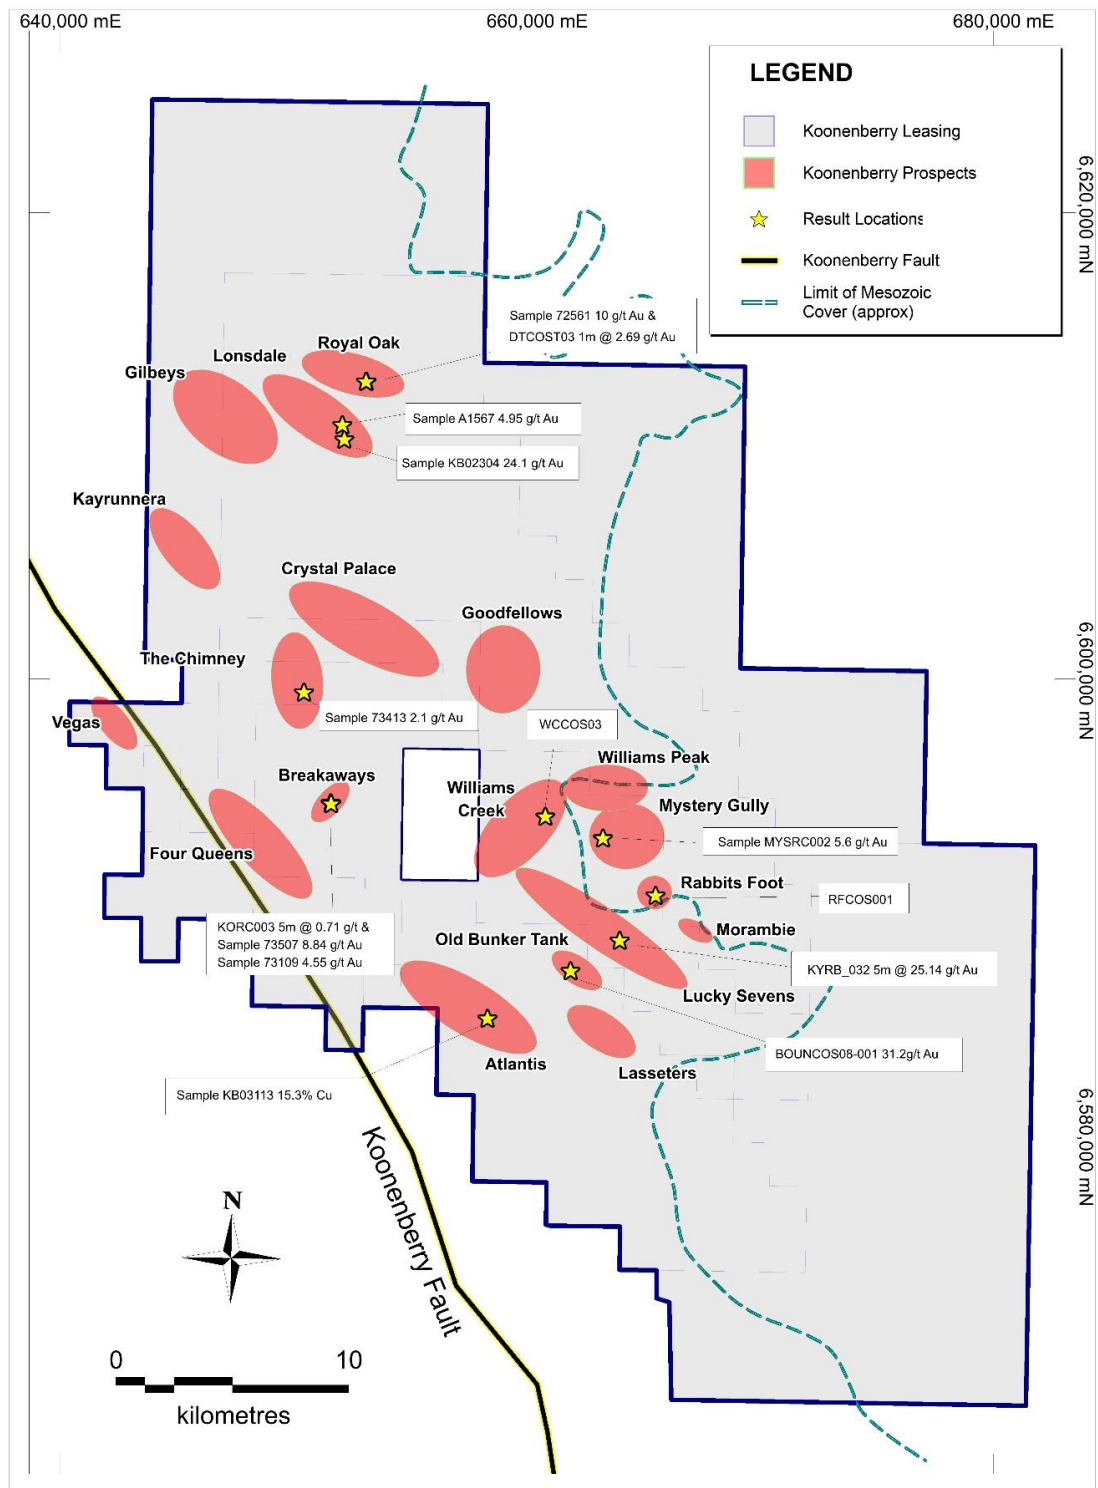 640,000 mE
660,000 mE
680,000 mE
LEGEND
Koonenberry Leasing
Koonenberry Prospects
Result Locations
Koonenberry Fault
Limit of Mesozoic
Cover (approx)
6,620,000 mN
Sample 72561 10 g/t Au &
DTCOST03 1m @ 2.69 g/t Au
Royal Oak
Lonsdale
Gilbeys
Sample A1567 4.95 g/t Au
Sample KB02304 24.1 g/t Au
Kayrunnera
Crystal Palace
Goodfellows
The Chimney
6,600,000 mN
Vegas
Sample 73413 2.1 g/t Au
WCCOS03
Williams Peak
Breakaways
Williams
Creek
Mystery Gully
Sample MYSRC002 5.6 g/t Au
Four Queens
Rabbits Foot
RFCOS001
KORC003 5m @ 0.71 g/t &
Sample 73507 8.84 g/t Au
Sample 73109 4.55 g/t Au
Old Bunker Tank
Morambie
KYRB_032 5m @ 25.14 g/t Au
Lucky Sevens
BOUNCOS08-001 31.2g/t Au
Atlantis
Lasseters
Sample KB03113 15.3% Cu
6,580,000 mN
Koonenberry Fault
N
0
10
kilometres